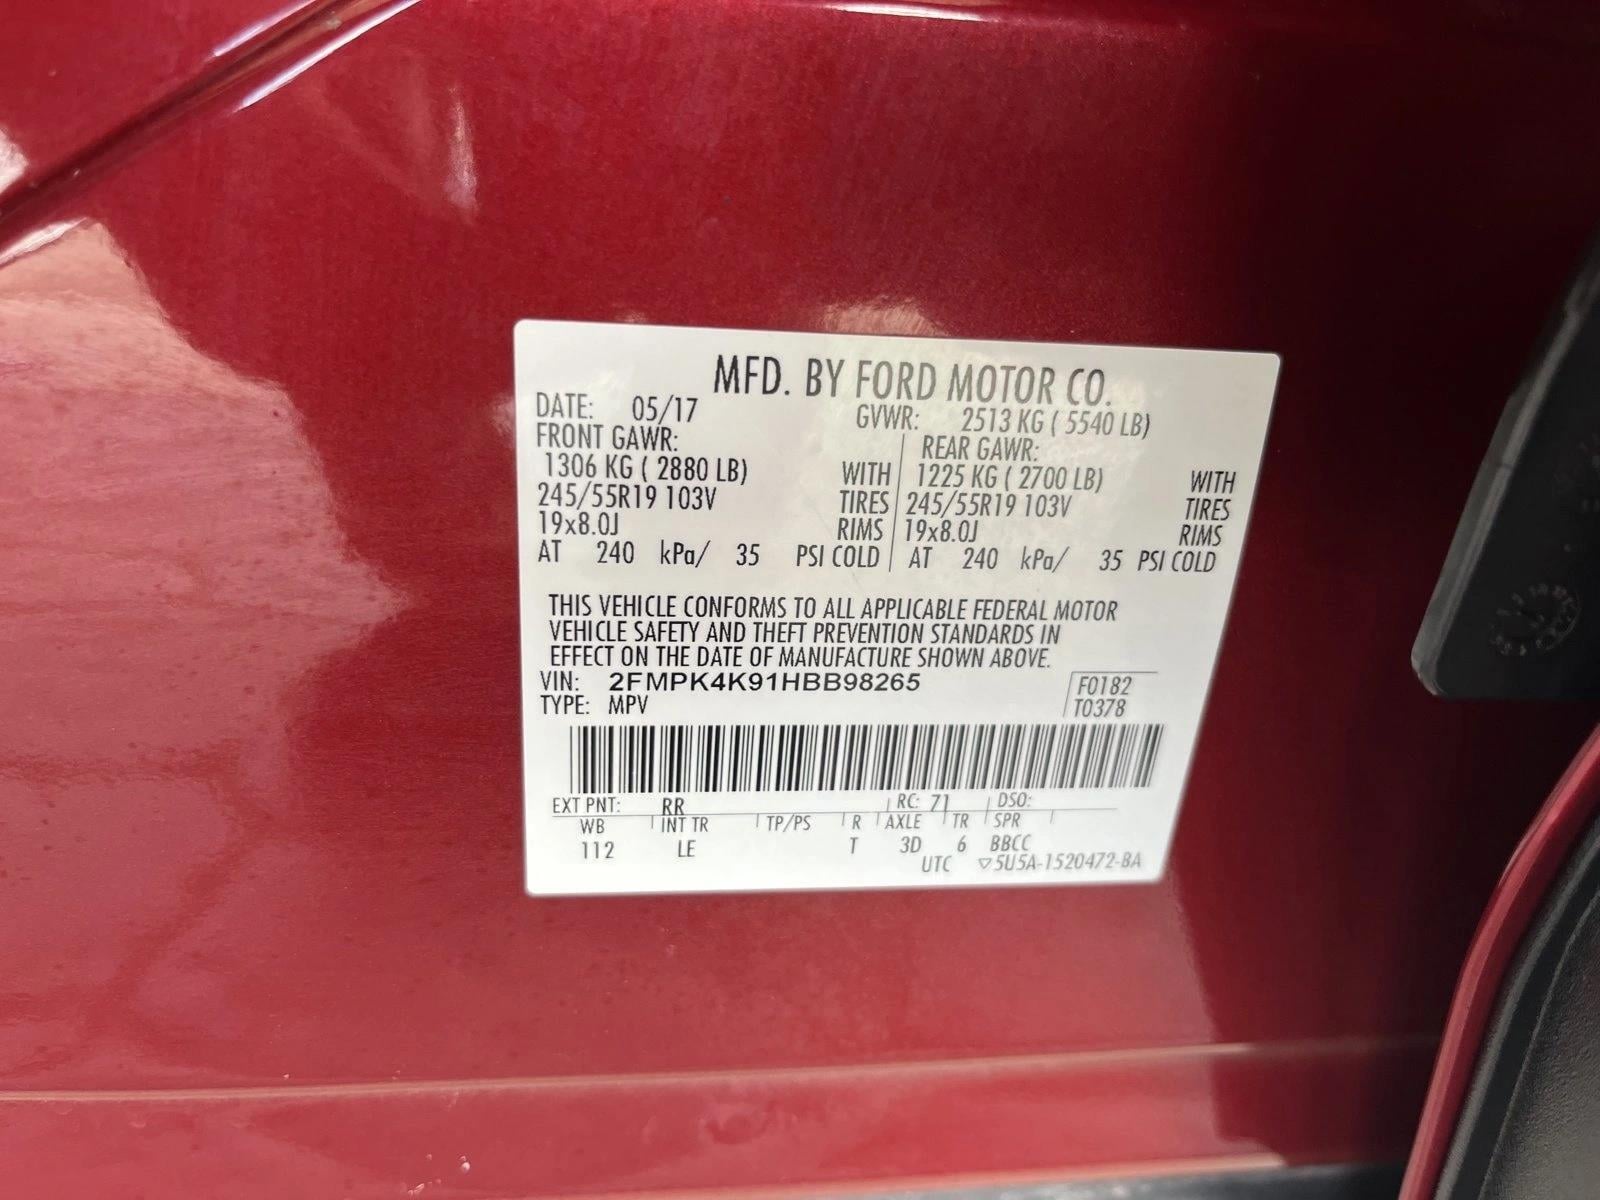 MFD. BY FORD MOTOR CO.
DATE: 05/17 GVWR: 2513 KG ( 5540 LB)
FRONT GAWR: REAR GAWR:
1306 KG ( 2880 LB) WITH 1225 KG ( 2700 LB) WITH
245/55R19 103V TIRES 245/55R19 103V TIRES
19x8.0J RIMS 19x8.0J RIMS
AT 240 kPa/ 35 PSI COLD AT 240 kPa/ 35 PSI COLD
THIS VEHICLE CONFORMS TO ALL APPLICABLE FEDERAL MOTOR
VEHICLE SAFETY AND THEFT PREVENTION STANDARDS IN
EFFECT ON THE DATE OF MANUFACTURE SHOWN ABOVE.
VIN: 2FMPK4K91HBB98265 F0182
TYPE: MPV T0378
EXT PNT: RR RC: 71 DSO:
WB INT TR TP/PS R AXLE TR SPR
112 LE T 3D 6 BBCC
UTC ▽5U5A-1520472-BA